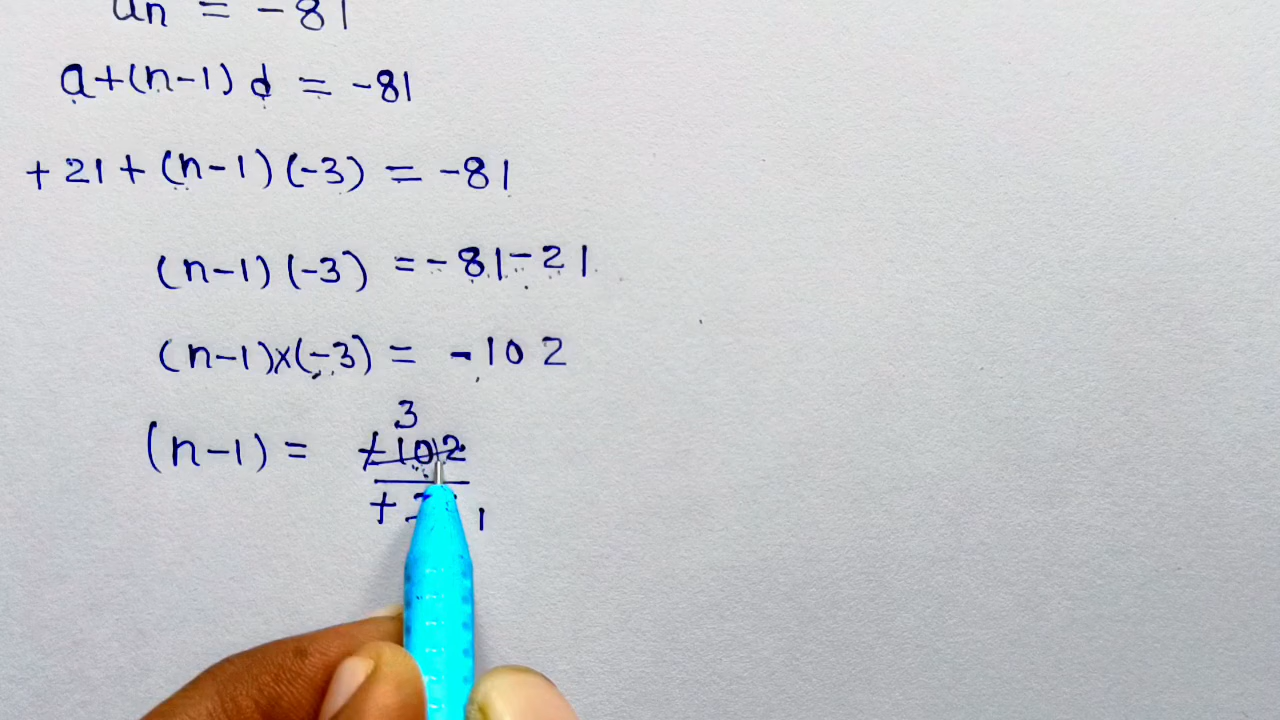 an = -81
a+(n-1) d = -81
+ 21 + (n-1) (-3) = -81
(n-1) (-3) = -81-21
(n-1)×(-3) = -102
3
(n-1) = -102
+ 1